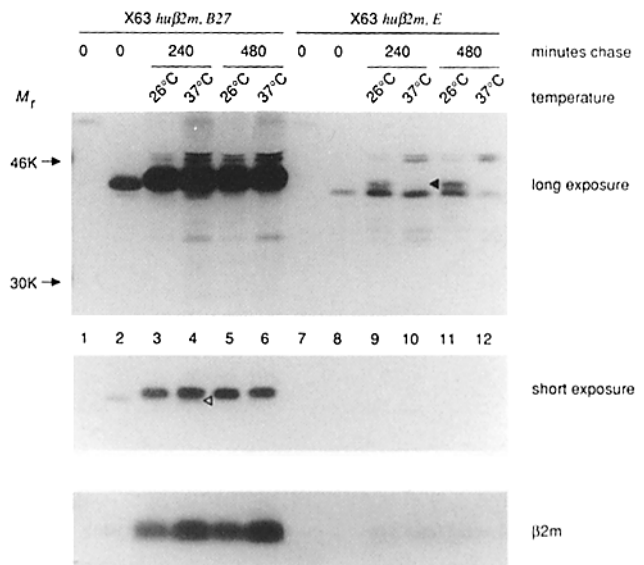 X63 huβ2m, B27 X63 huβ2m, E
0 0 240 480 0 0 240 480 minutes chase
26°C 37°C 26°C 37°C 26°C 37°C 26°C 37°C temperature
Mr
46K
long exposure
30K
1 2 3 4 5 6 7 8 9 10 11 12
short exposure
β2m